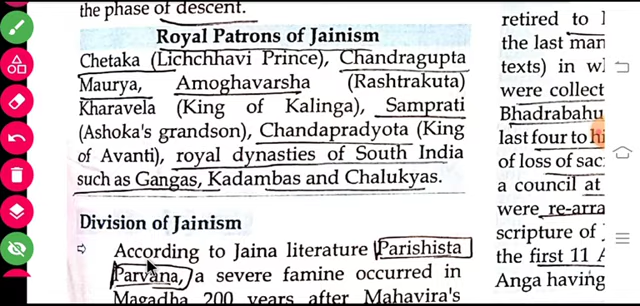 the phase of descent.
Royal Patrons of Jainism
Chetaka (Lichchhavi Prince), Chandragupta
Maurya, Amoghavarsha (Rashtrakuta)
Kharavela (King of Kalinga), Samprati
(Ashoka's grandson), Chandapradyota (King
of Avanti), royal dynasties of South India
such as Gangas, Kadambas and Chalukyas.
Division of Jainism
⇨ According to Jaina literature Parishista
Parvana, a severe famine occurred in
Magadha 200 years after Mahavira's
retired to
the last man
texts) in
were collect
Bhadrabahu
last four to hi
of loss of sac
a council at
were re-arra
scripture of
the first 11 A
Anga having